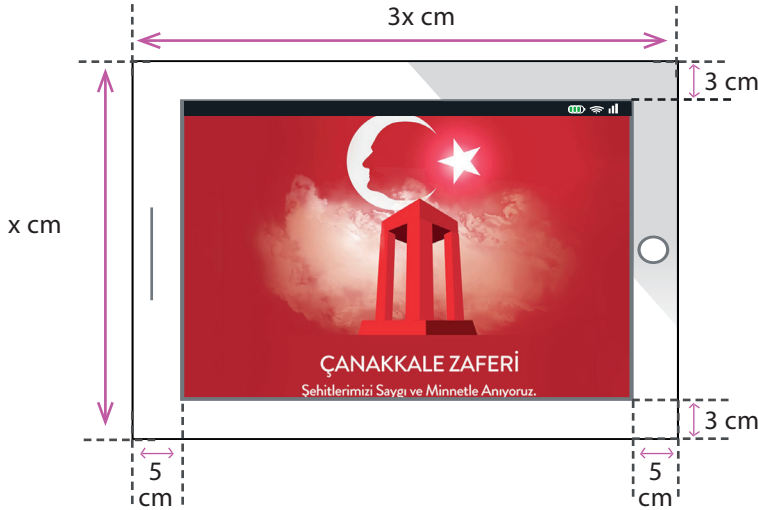 3x cm
3 cm
x cm
ÇANAKKALE ZAFERİ
Şehitlerimizi Saygı ve Minnetle Anıyoruz.
3 cm
5
cm
5
cm